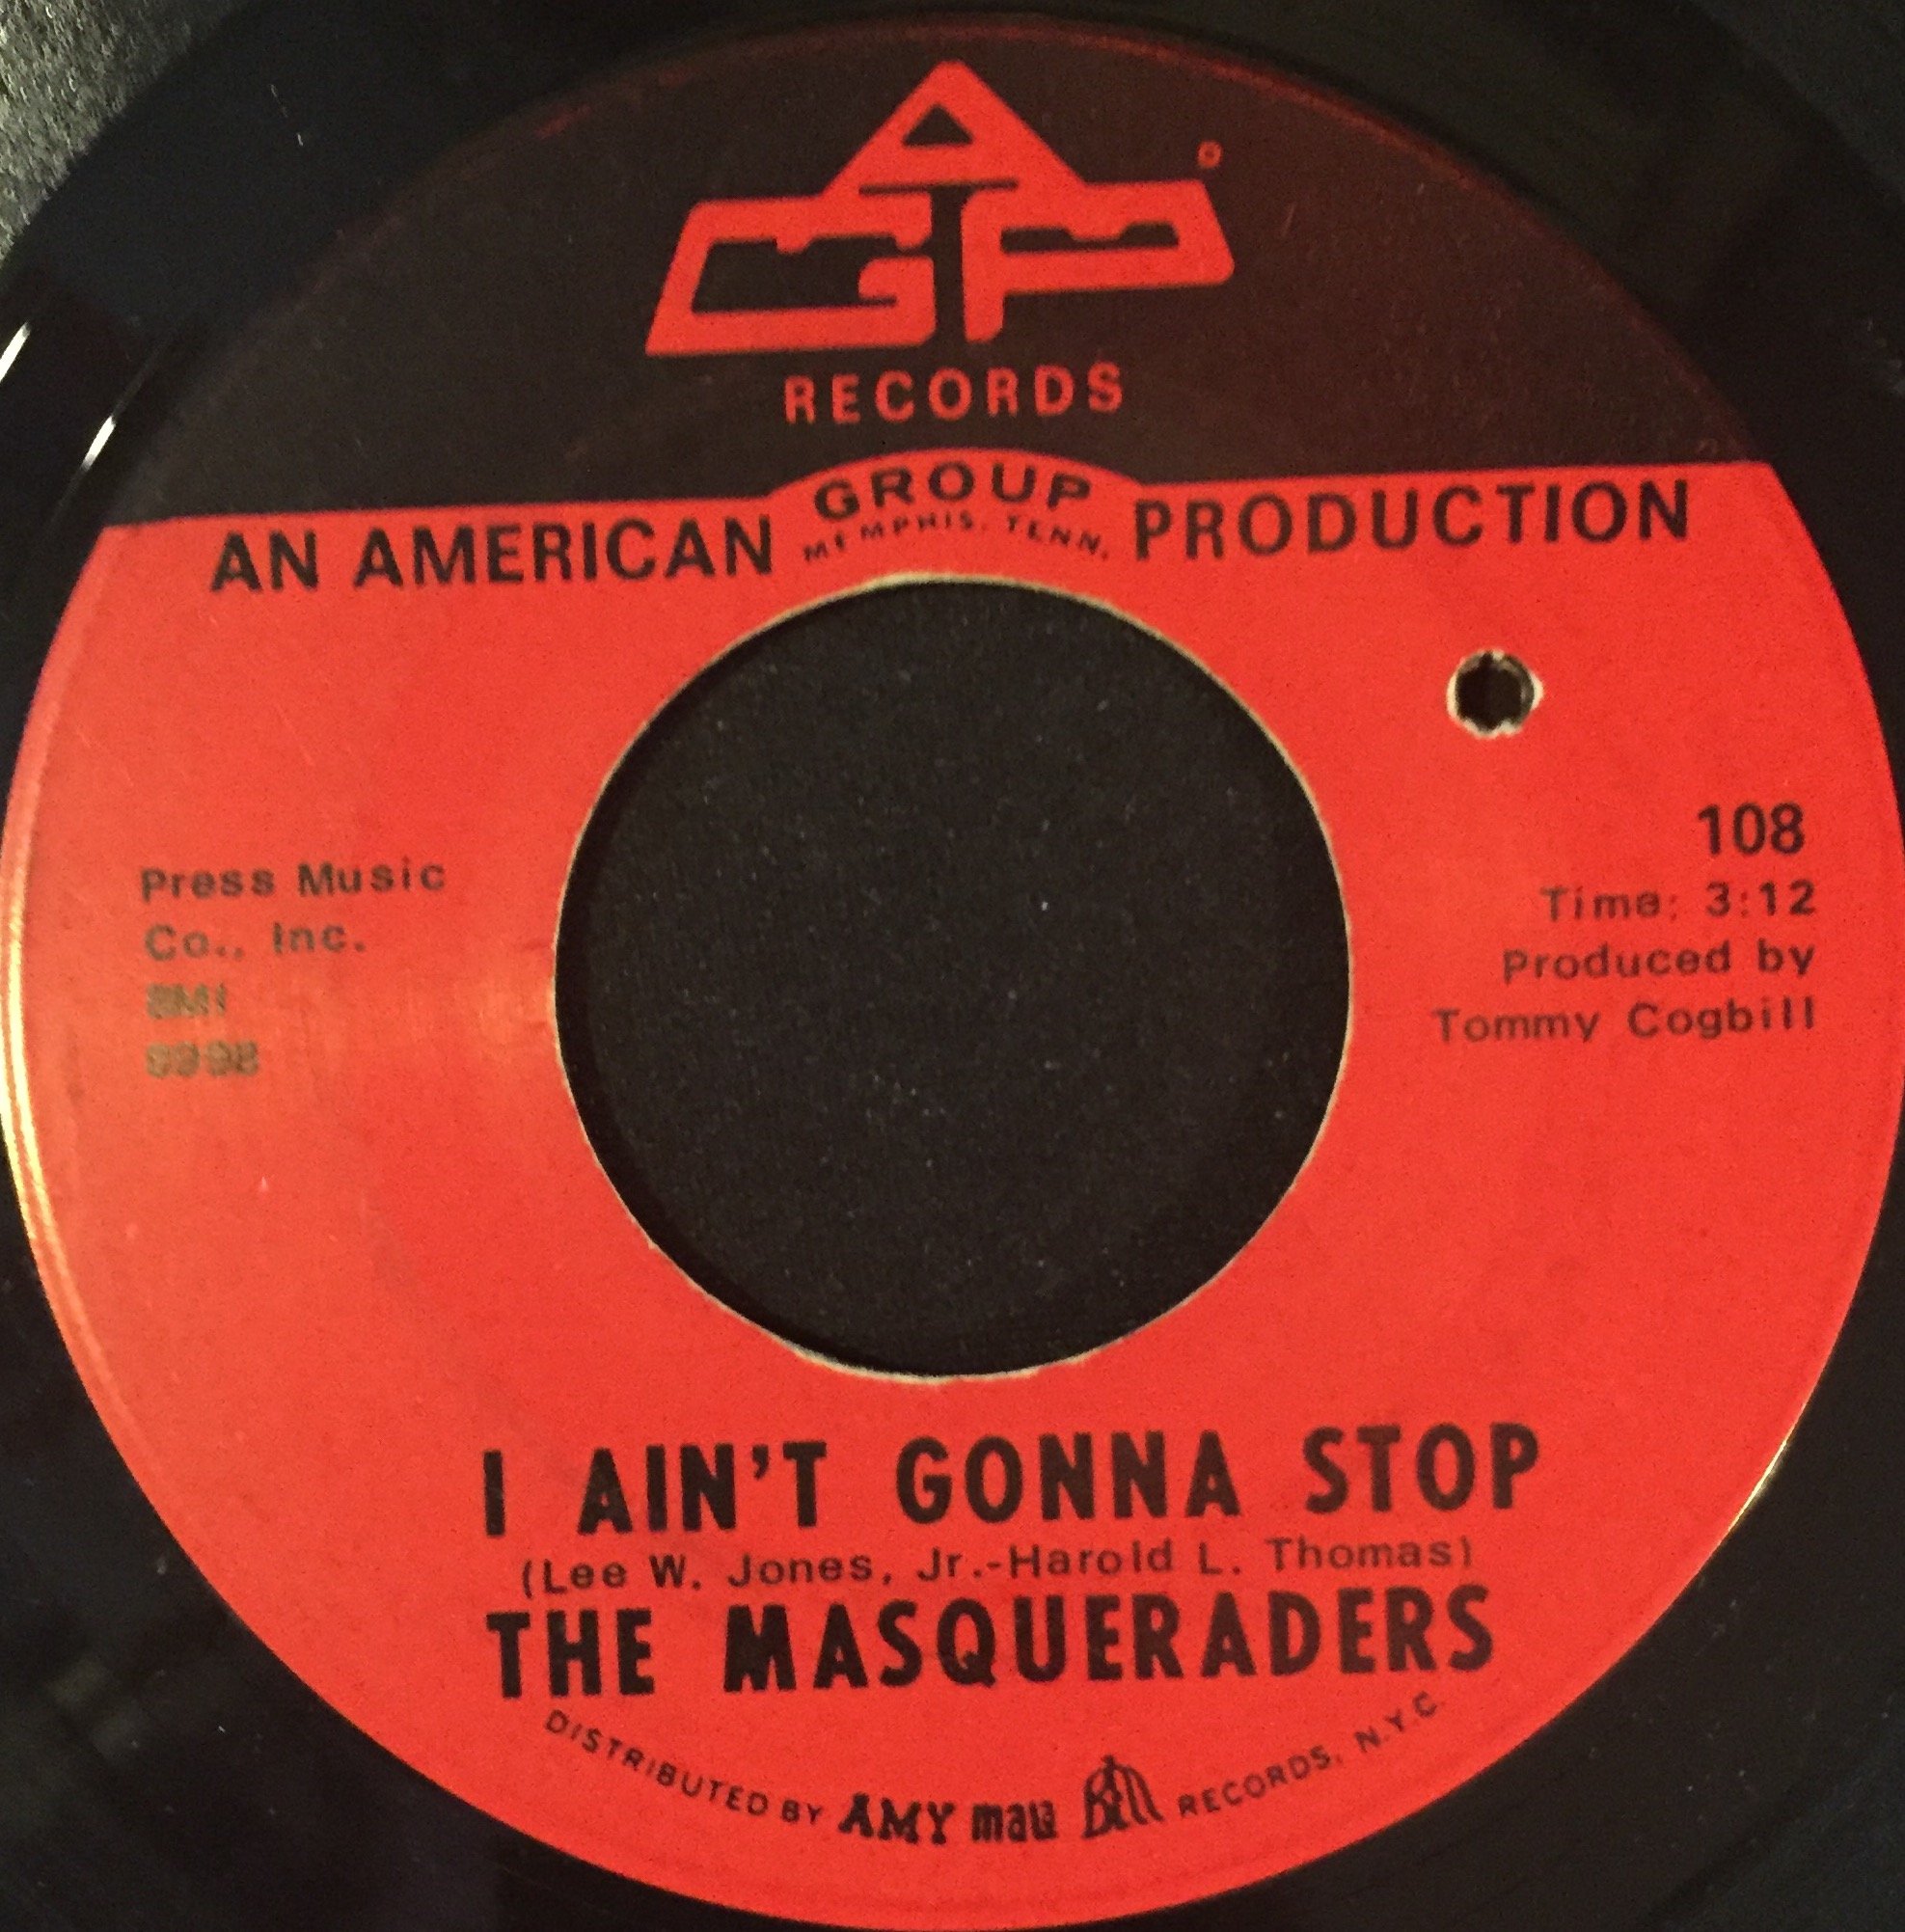 AGP
RECORDS
AN AMERICAN GROUP PRODUCTION
MEMPHIS, TENN.
108
Time: 3:12
Produced by
Tommy Cogbill
Press Music
Co., Inc.
BMI
I AIN'T GONNA STOP
(Lee W. Jones, Jr.-Harold L. Thomas)
THE MASQUERADERS
DISTRIBUTED BY AMY mala Bell RECORDS, N.Y.C.